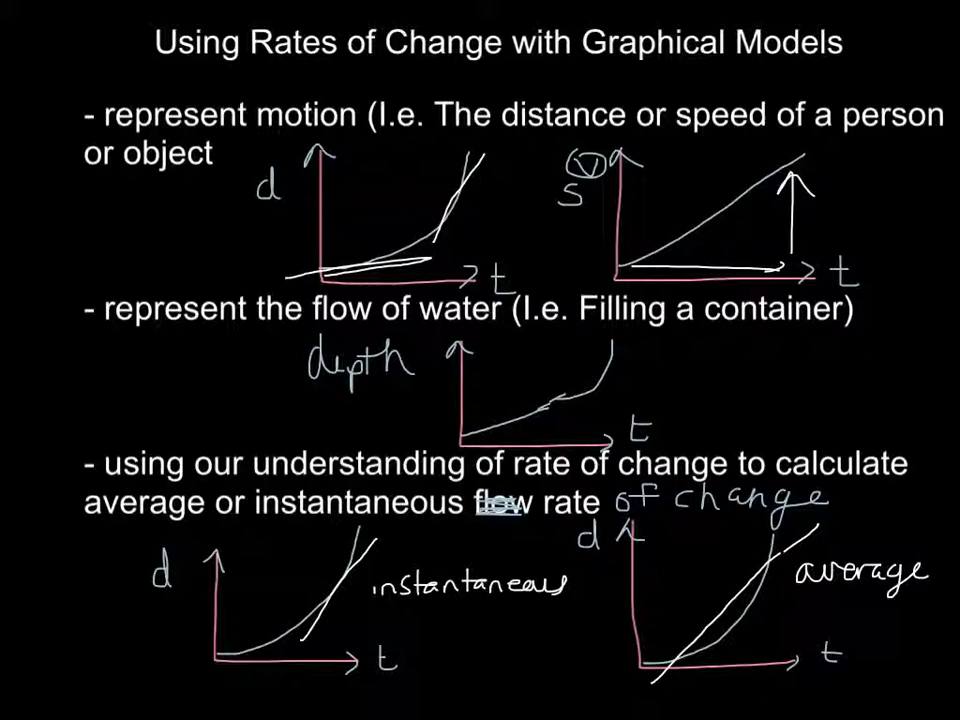 Using Rates of Change with Graphical Models
- represent motion (I.e. The distance or speed of a person
or object
d
t
(v)
s
t
- represent the flow of water (I.e. Filling a container)
depth
t
- using our understanding of rate of change to calculate
average or instantaneous flow rate of change
d
instantaneous
t
d
average
t